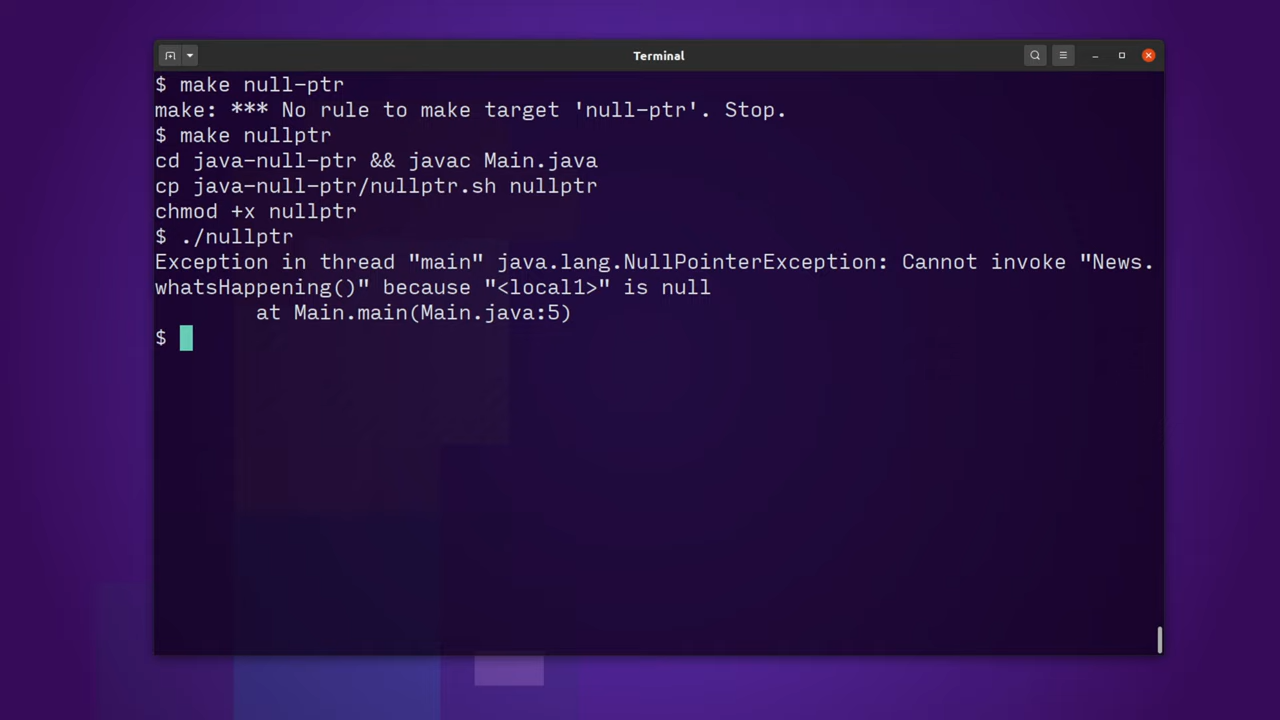 Terminal
$ make null-ptr
make: *** No rule to make target 'null-ptr'. Stop.
$ make nullptr
cd java-null-ptr && javac Main.java
cp java-null-ptr/nullptr.sh nullptr
chmod +x nullptr
$ ./nullptr
Exception in thread "main" java.lang.NullPointerException: Cannot invoke "News.
whatsHappening()" because "<local1>" is null
at Main.main(Main.java:5)
$